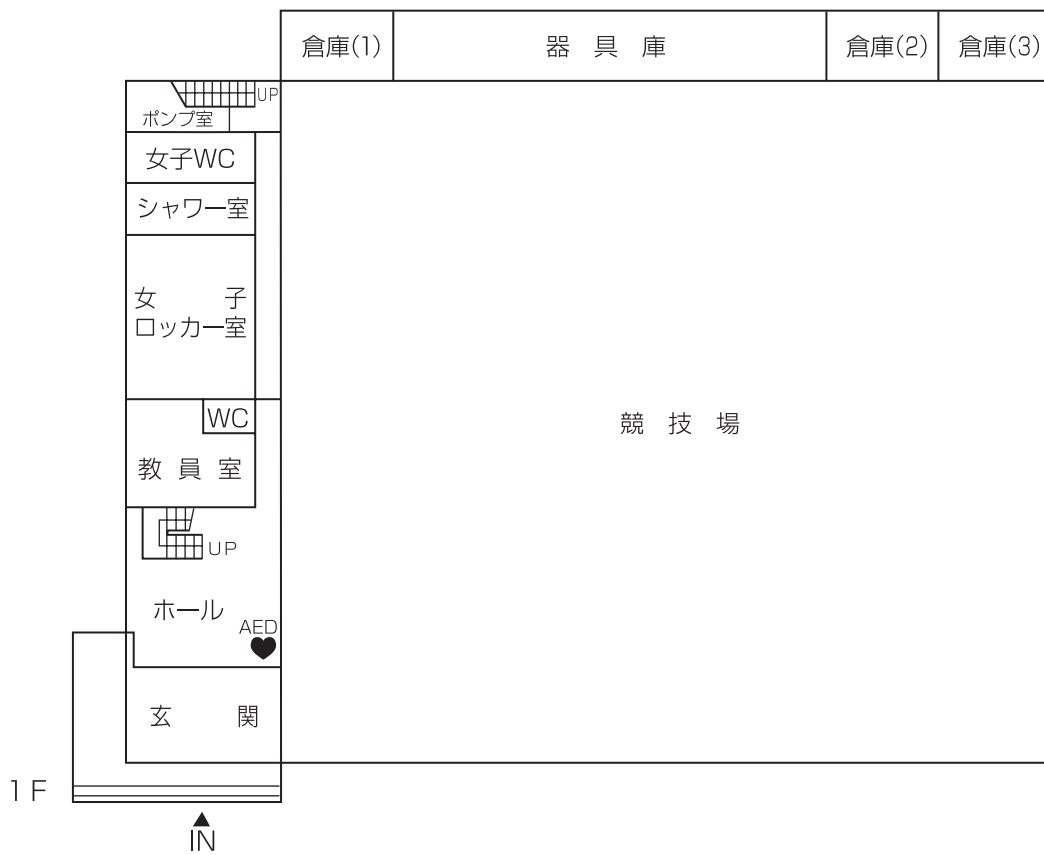 倉庫(1)
器具庫
倉庫(2)
倉庫(3)
UP
ポンプ室
女子WC
シャワー室
女子
ロッカー室
WC
競技場
教員室
UP
ホール
AED
玄関
1F
IN